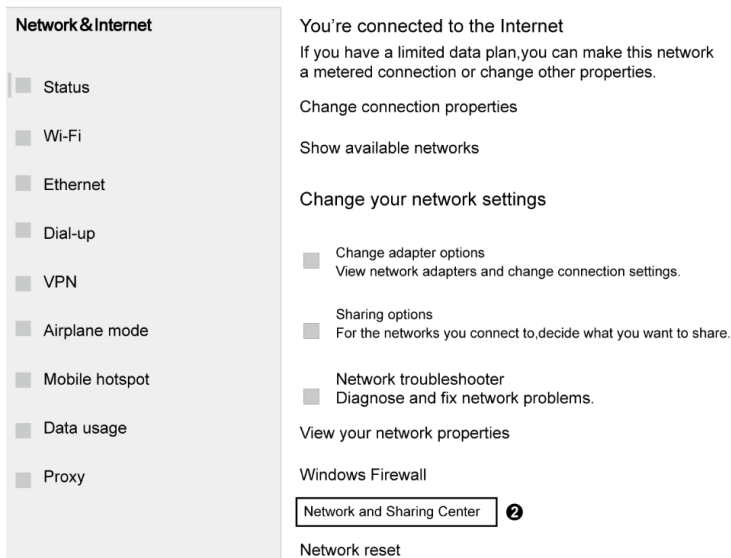 Network&Internet
Status
Wi-Fi
Ethernet
Dial-up
VPN
Airplane mode
Mobile hotspot
Data usage
Proxy
You're connected to the Internet
If you have a limited data plan,you can make this network
a metered connection or change other properties.
Change connection properties
Show available networks
Change your network settings
Change adapter options
View network adapters and change connection settings.
Sharing options
For the networks you connect to,decide what you want to share.
Network troubleshooter
Diagnose and fix network problems.
View your network properties
Windows Firewall
Network and Sharing Center ❷
Network reset